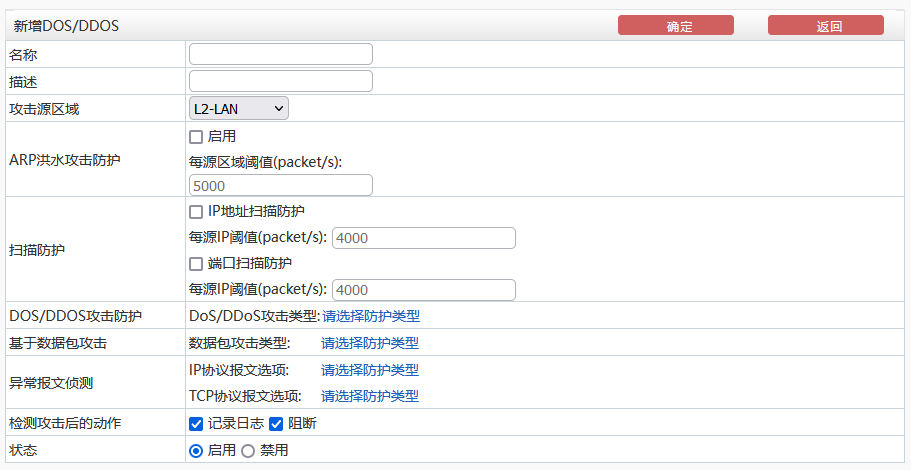 新增DOS/DDOS 确定 返回
名称
描述
攻击源区域 L2-LAN
启用
ARP洪水攻击防护 每源区域阈值(packet/s):
5000
IP地址扫描防护
每源IP阈值(packet/s): 4000
扫描防护
端口扫描防护
每源IP阈值(packet/s): 4000
DOS/DDOS攻击防护 DoS/DDoS攻击类型:请选择防护类型
基于数据包攻击 数据包攻击类型: 请选择防护类型
异常报文侦测 IP协议报文选项: 请选择防护类型
TCP协议报文选项: 请选择防护类型
检测攻击后的动作 记录日志 阻断
状态 启用 禁用